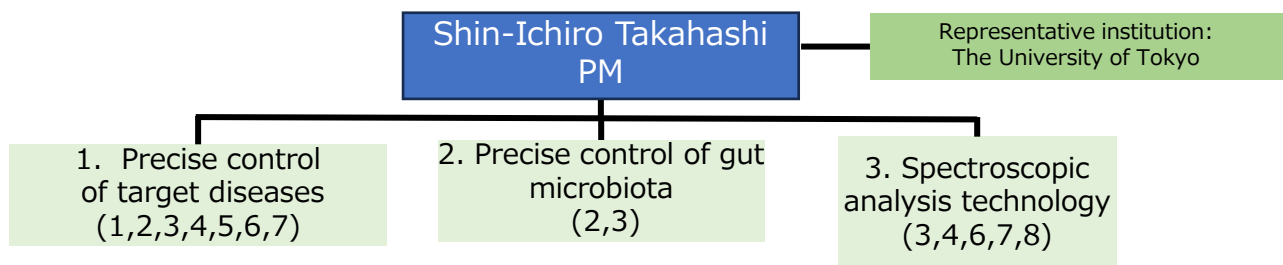 Shin-Ichiro Takahashi
PM
Representative institution:
The University of Tokyo
1. Precise control
of target diseases
(1,2,3,4,5,6,7)
2. Precise control of gut
microbiota
(2,3)
3. Spectroscopic
analysis technology
(3,4,6,7,8)